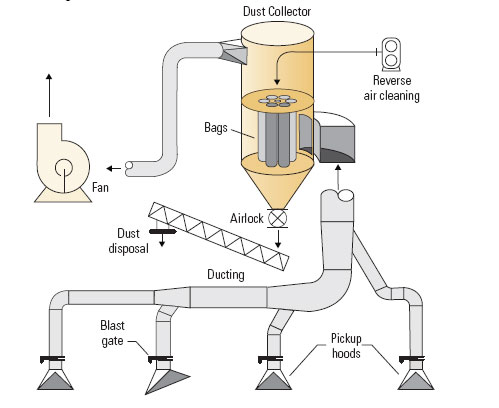 Dust Collector
Reverse
air cleaning
Bags
Fan
Airlock
Dust
disposal
Ducting
Blast
gate
Pickup
hoods